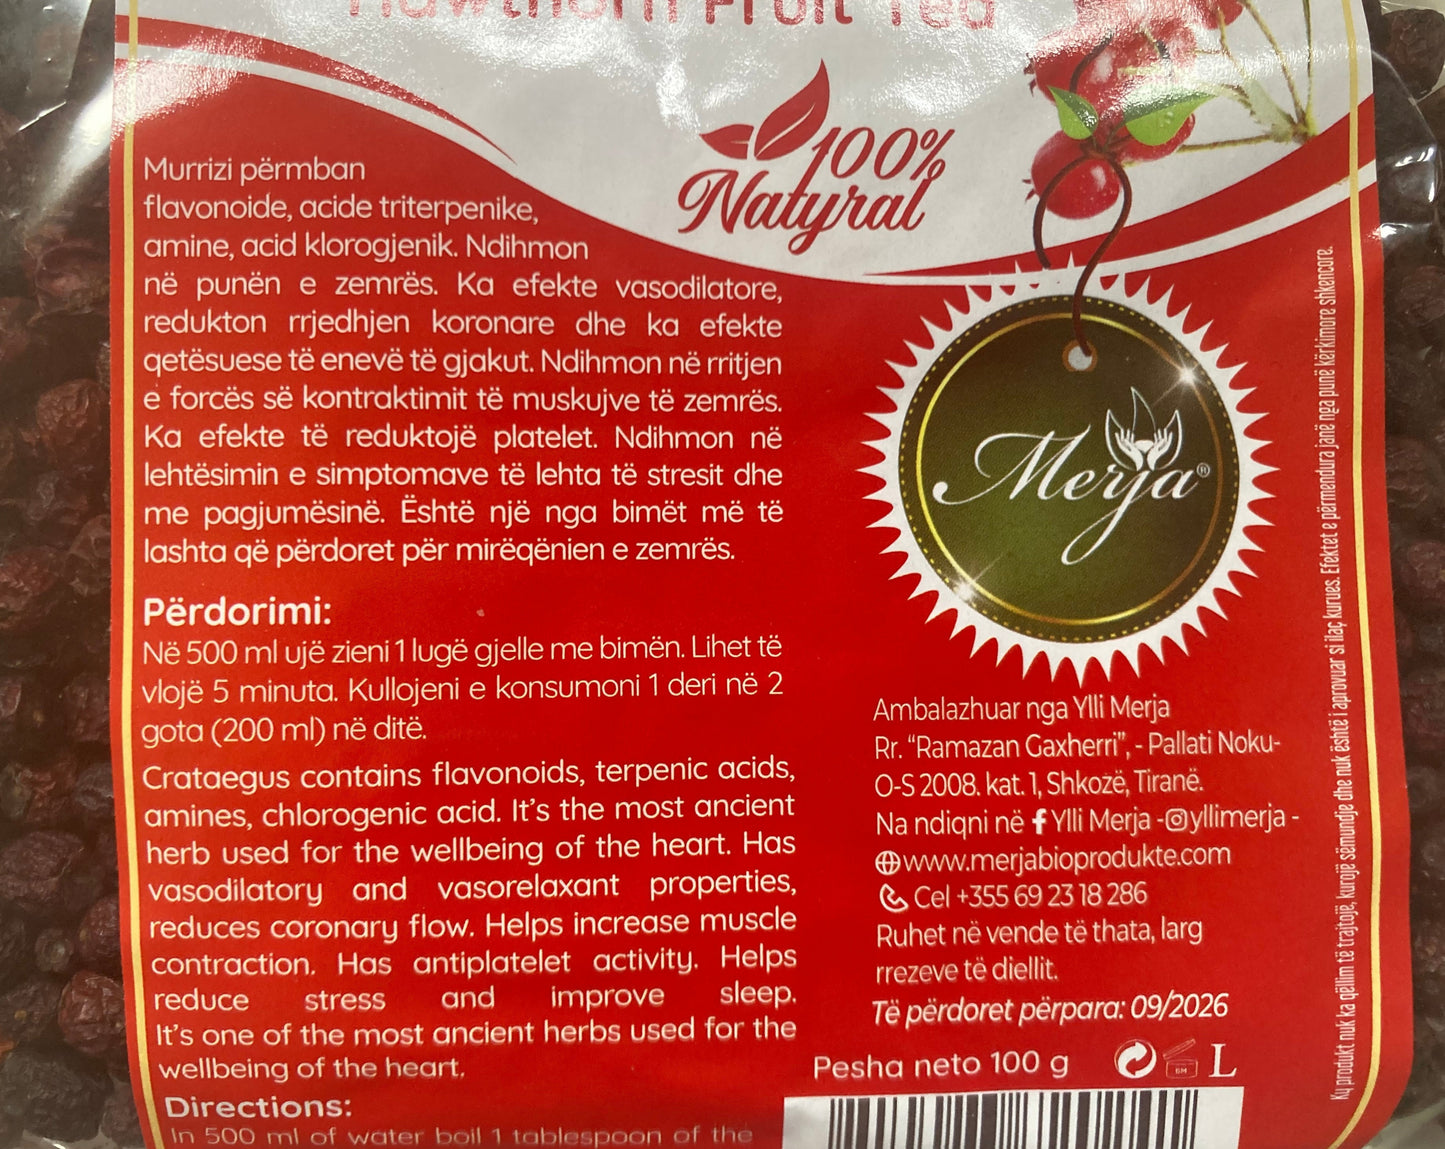 Hawthorn Fruit Tea
100%
Natyral
Murrizi përmban
flavonoide, acide triterpenike,
amine, acid klorogjenik. Ndihmon
në punën e zemrës. Ka efekte vasodilatore,
redukton rrjedhjen koronare dhe ka efekte
qetësuese të enevë të gjakut. Ndihmon në rritjen
e forcës së kontraktimit të muskujve të zemrës.
Ka efekte të reduktojë platelet. Ndihmon në
lehtësimin e simptomave të lehta të stresit dhe
me pagjumësinë. Është një nga bimët më të
lashta që përdoret për mirëqënien e zemrës.
Përdorimi:
Në 500 ml ujë zieni 1 lugë gjelle me bimën. Lihet të
vlojë 5 minuta. Kullojeni e konsumoni 1 deri në 2
gota (200 ml) në ditë.
Crataegus contains flavonoids, terpenic acids,
amines, chlorogenic acid. It's the most ancient
herb used for the wellbeing of the heart. Has
vasodilatory and vasorelaxant properties,
reduces coronary flow. Helps increase muscle
contraction. Has antiplatelet activity. Helps
reduce stress and improve sleep.
It's one of the most ancient herbs used for the
wellbeing of the heart.
Directions:
In 500 ml of water boil 1 tablespoon of the
Merja®
Ambalazhuar nga Ylli Merja
Rr. "Ramazan Gaxherri", - Pallati Noku-
O-S 2008. kat. 1, Shkozë, Tiranë.
Na ndiqni në f Ylli Merja - yllimerja -
www.merjabioprodukte.com
Cel +355 69 23 18 286
Ruhet në vende të thata, larg
rrezeve të diellit.
Të përdoret përpara: 09/2026
Pesha neto 100 g
L
Ky produkt nuk ka qëllim të trajtojë, kurojë sëmundje dhe nuk është i aprovuar si ilaç kurues. Efektet e përmendura janë nga punë kërkimore shkencore.